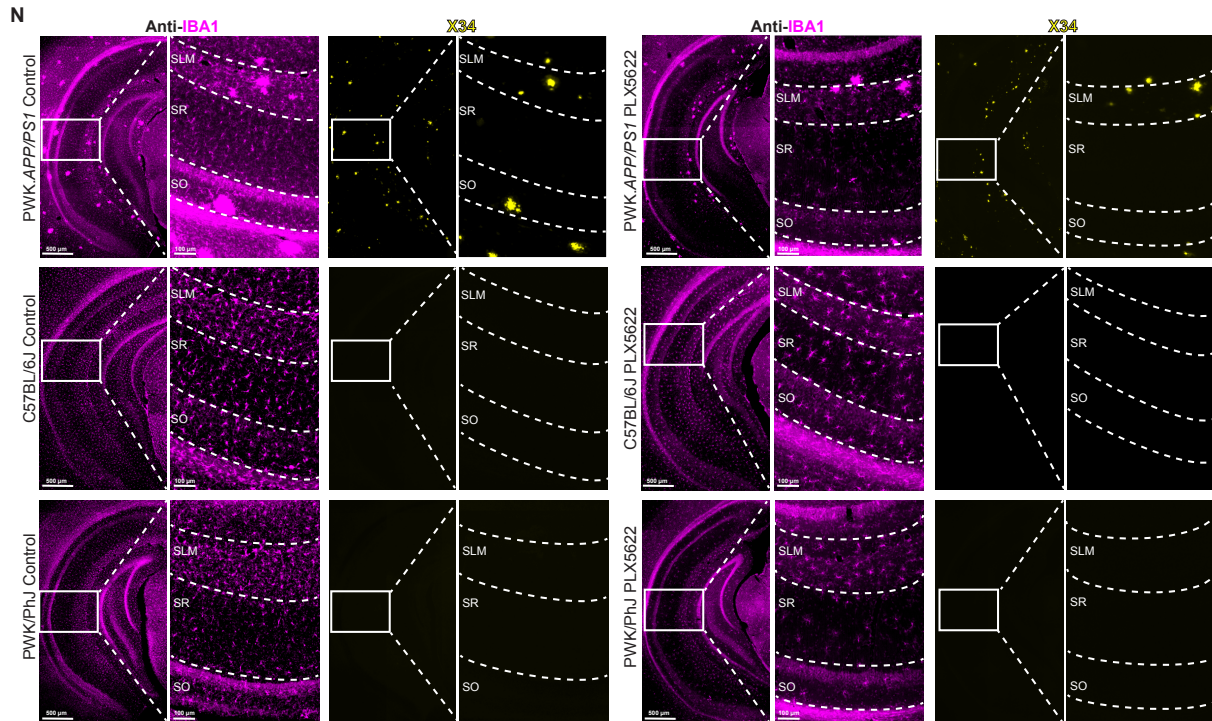 N
Anti-IBA1
X34
Anti-IBA1
X34
PWK.APP/PS1 Control
SLM
SR
SO
500 µm
100 µm
SLM
SR
SO
PWK.APP/PS1 PLX5622
SLM
SR
SO
500 µm
100 µm
SLM
SR
SO
C57BL/6J Control
SLM
SR
SO
500 µm
100 µm
SLM
SR
SO
C57BL/6J PLX5622
SLM
SR
SO
500 µm
100 µm
SLM
SR
SO
PWK/PhJ Control
SLM
SR
SO
500 µm
100 µm
SLM
SR
SO
PWK/PhJ PLX5622
SLM
SR
SO
500 µm
100 µm
SLM
SR
SO